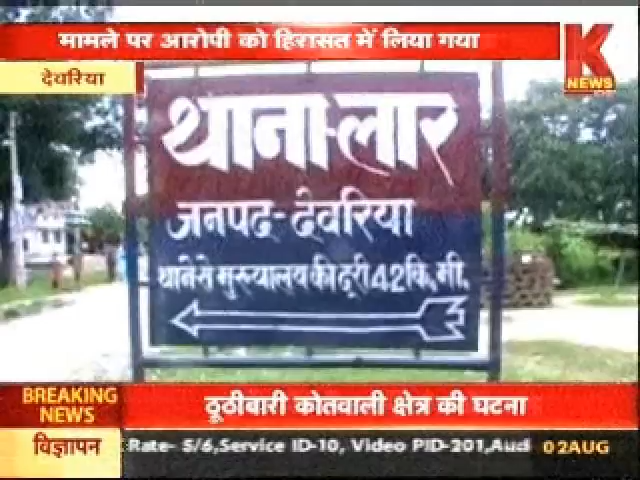 मामले पर आरोपी को हिरासत में लिया गया
K NEWS
देवरिया
थाना-लार
जनपद-देवरिया
थाने से मुख्यालय की दूरी 42 कि. मी.
BREAKING NEWS
ठूठीबारी कोतवाली क्षेत्र की घटना
विज्ञापन
Rate- 5/6,Service ID-10, Video PID-201,Aud
02AUG